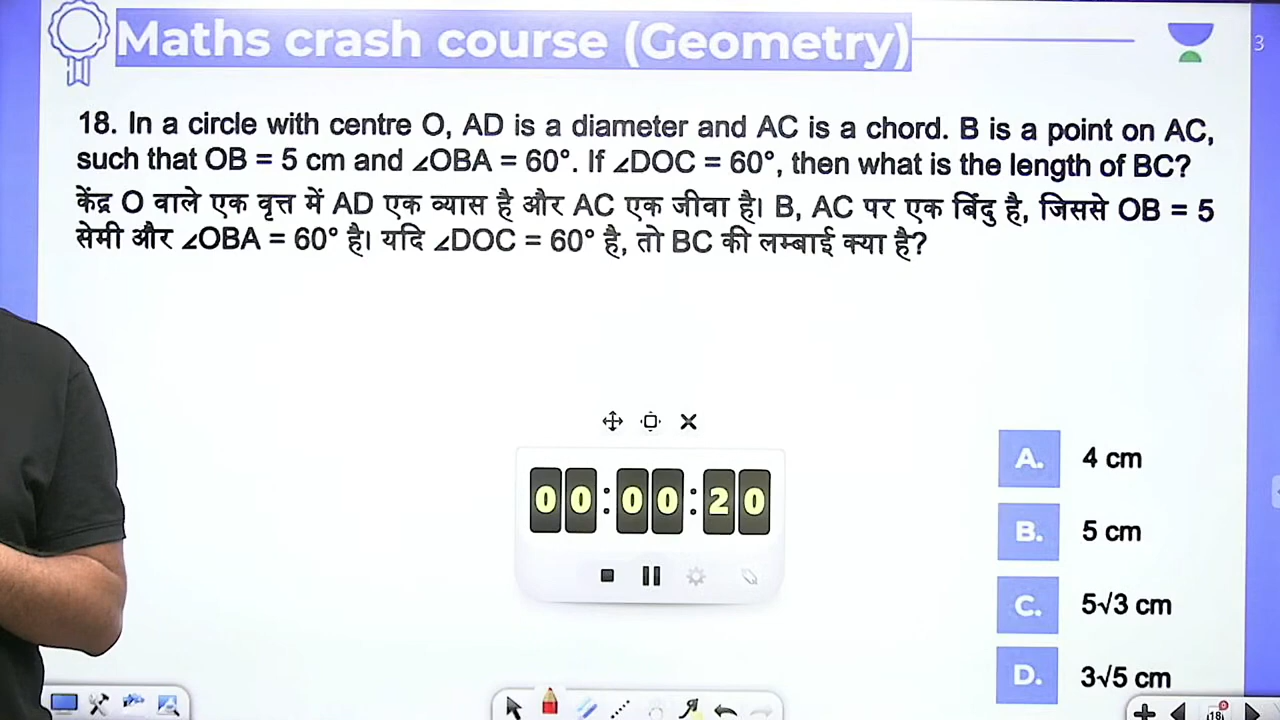 Maths crash course (Geometry)
3
18. In a circle with centre O, AD is a diameter and AC is a chord. B is a point on AC,
such that OB = 5 cm and ∠OBA = 60°. If ∠DOC = 60°, then what is the length of BC?
केंद्र O वाले एक वृत्त में AD एक व्यास है और AC एक जीवा है। B, AC पर एक बिंदु है, जिससे OB = 5
सेमी और ∠OBA = 60° है। यदि ∠DOC = 60° है, तो BC की लम्बाई क्या है?
00:00:20
A. 4 cm
B. 5 cm
C. 5√3 cm
D. 3√5 cm
18